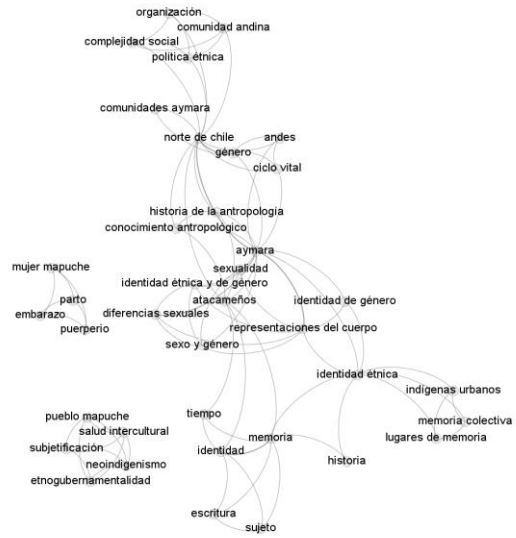 organización
comunidad andina
complejidad social
política étnica
comunidades aymara
norte de chile
andes
género
ciclo vital
historia de la antropología
conocimiento antropológico
aymara
mujer mapuche
sexualidad
identidad étnica y de género
parto
atacameños
identidad de género
embarazo
diferencias sexuales
puerperio
representaciones del cuerpo
sexo y género
identidad étnica
indígenas urbanos
pueblo mapuche
tiempo
memoria colectiva
salud intercultural
memoria
lugares de memoria
subjetificación
identidad
neoindigenismo
historia
etnogubernamentalidad
escritura
sujeto